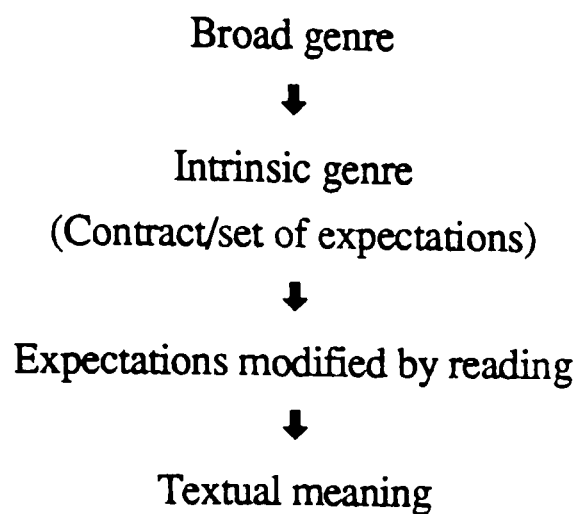 Broad genre
Intrinsic genre
(Contract/set of expectations)
Expectations modified by reading
Textual meaning